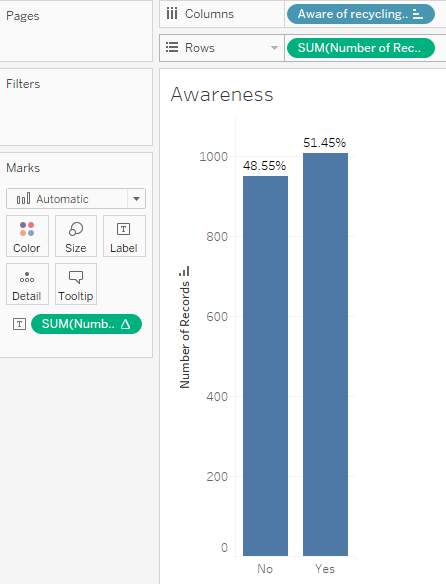 Pages
Columns
Aware of recycling..
Rows
SUM(Number of Rec..
Filters
Marks
Automatic
Color
Size
Label
Detail
Tooltip
SUM(Numb..
Awareness
Number of Records
1000
800
600
400
200
0
48.55%
51.45%
No
Yes